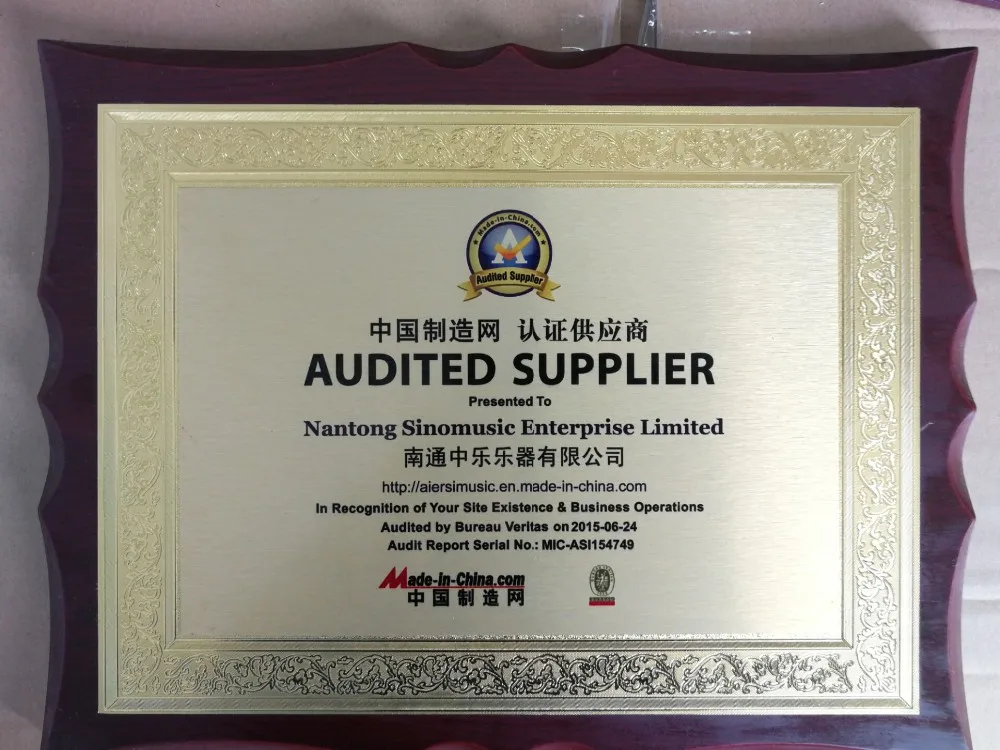 Made-in-China.com
Audited Supplier
中国制造网 认证供应商
AUDITED SUPPLIER
Presented To
Nantong Sinomusic Enterprise Limited
南通中乐乐器有限公司
http://aiersimusic.en.made-in-china.com
In Recognition of Your Site Existence & Business Operations
Audited by Bureau Veritas on 2015-06-24
Audit Report Serial No.: MIC-ASI154749
Made-in-China.com
中国制造网